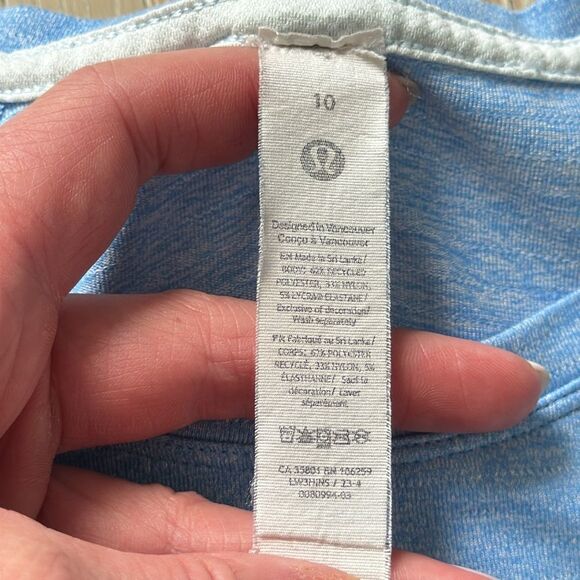 10
Designed in Vancouver
Conçu à Vancouver
EN Made in Sri Lanka/
BODY: 62% RECYCLED
POLYESTER, 33% NYLON,
5% LYCRA® ELASTANE/
Exclusive of decoration/
Wash separately
FR Fabriqué au Sri Lanka/
CORPS: 62% POLYESTER
RECYCLÉ, 33% NYLON, 5%
ÉLASTHANNE/ Sauf la
décoration/ Laver
séparément
CA 35801 RN 106259
LW3HINS / 23-4
0080994-03